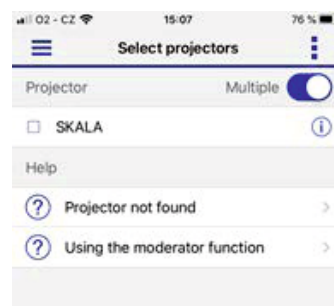 O2 - CZ 15:07 76 %
Select projectors
Projector Multiple
SKALA
Help
Projector not found
Using the moderator function